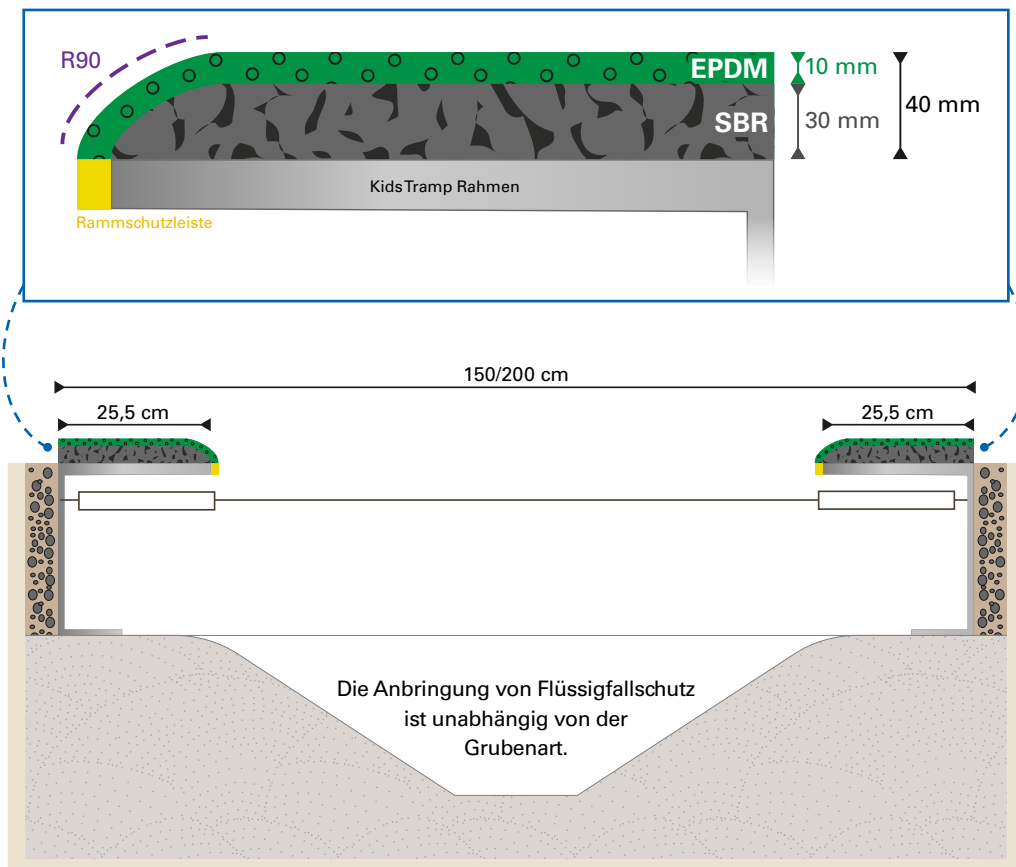 R90
EPDM
10 mm
40 mm
SBR
30 mm
Kids Tramp Rahmen
Rammschutzleiste
150/200 cm
25,5 cm
25,5 cm
Die Anbringung von Flüssigfallschutz
ist unabhängig von der
Grubenart.